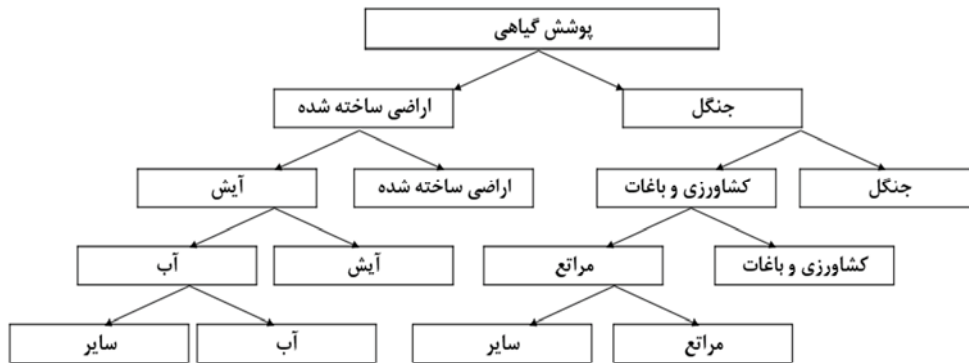 پوشش گیاهی
جنگل
اراضی ساخته شده
جنگل
کشاورزی و باغات
اراضی ساخته شده
آیش
کشاورزی و باغات
مراتع
آیش
آب
مراتع
سایر
آب
سایر